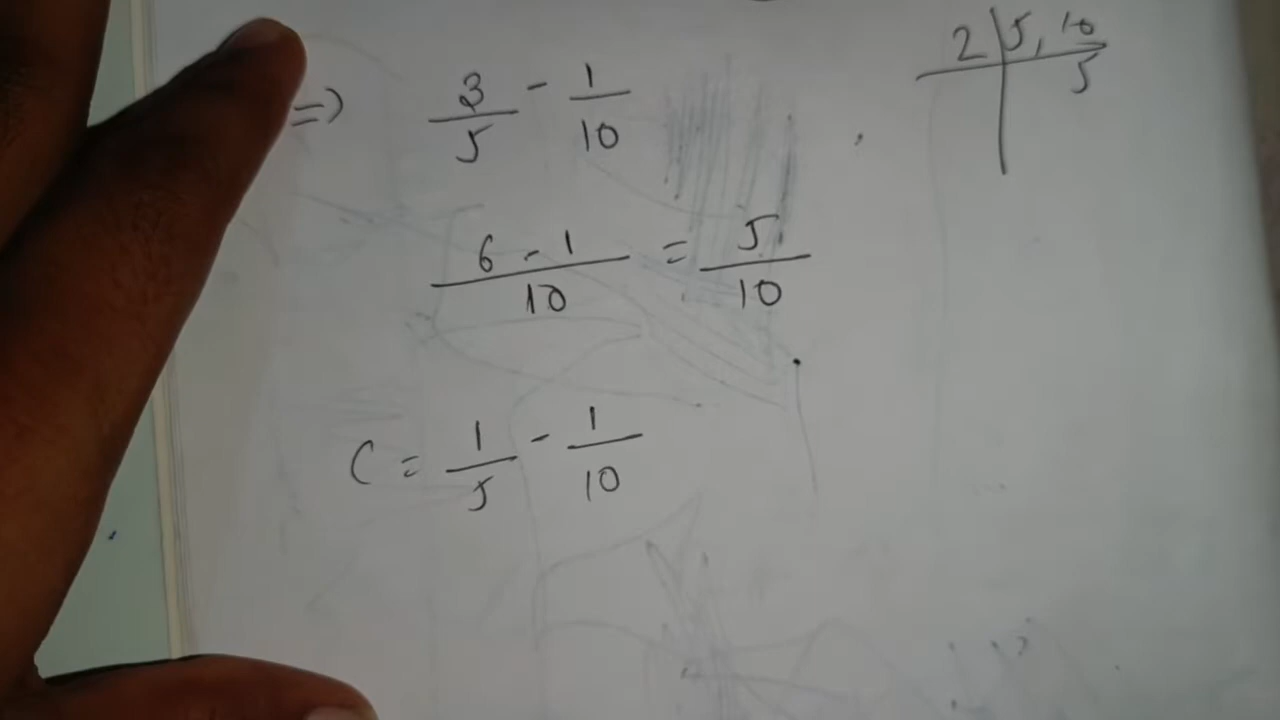 => 3/5 - 1/10
2 | 5, 10
5
6 - 1/10 = 5/10
C = 1/5 - 1/10